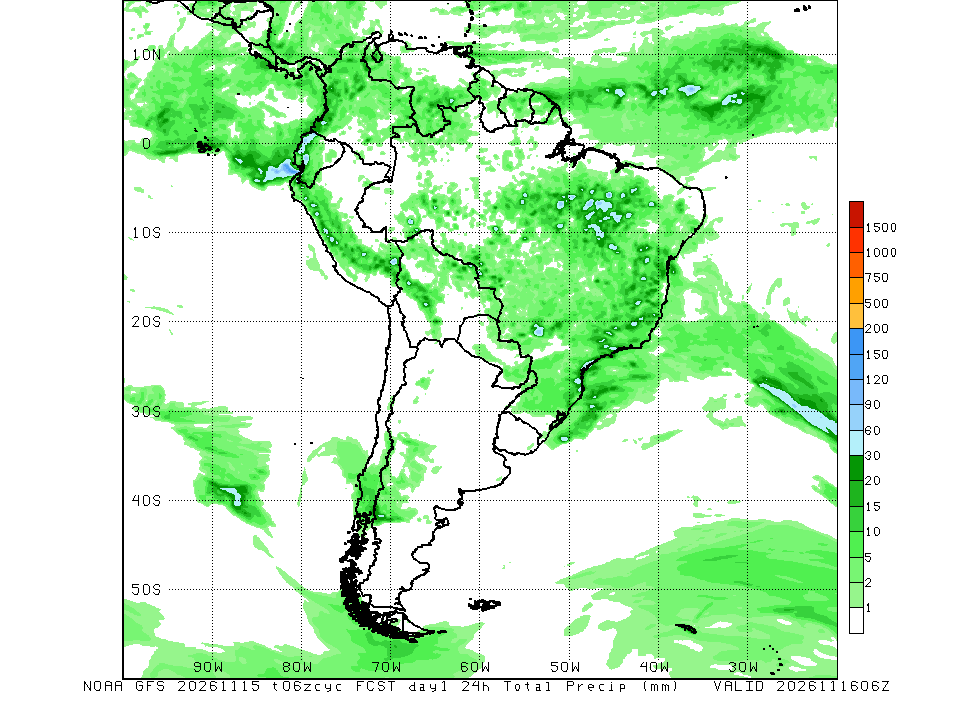 10N
0
10S
20S
30S
40S
50S
90W 80W 70W 60W 50W 40W 30W
1500
1000
750
500
200
150
120
90
60
30
20
15
10
5
2
1
NOAA GFS 20261115 t06zcyc FCST day1 24h Total Precip (mm) VALID 2026111606Z